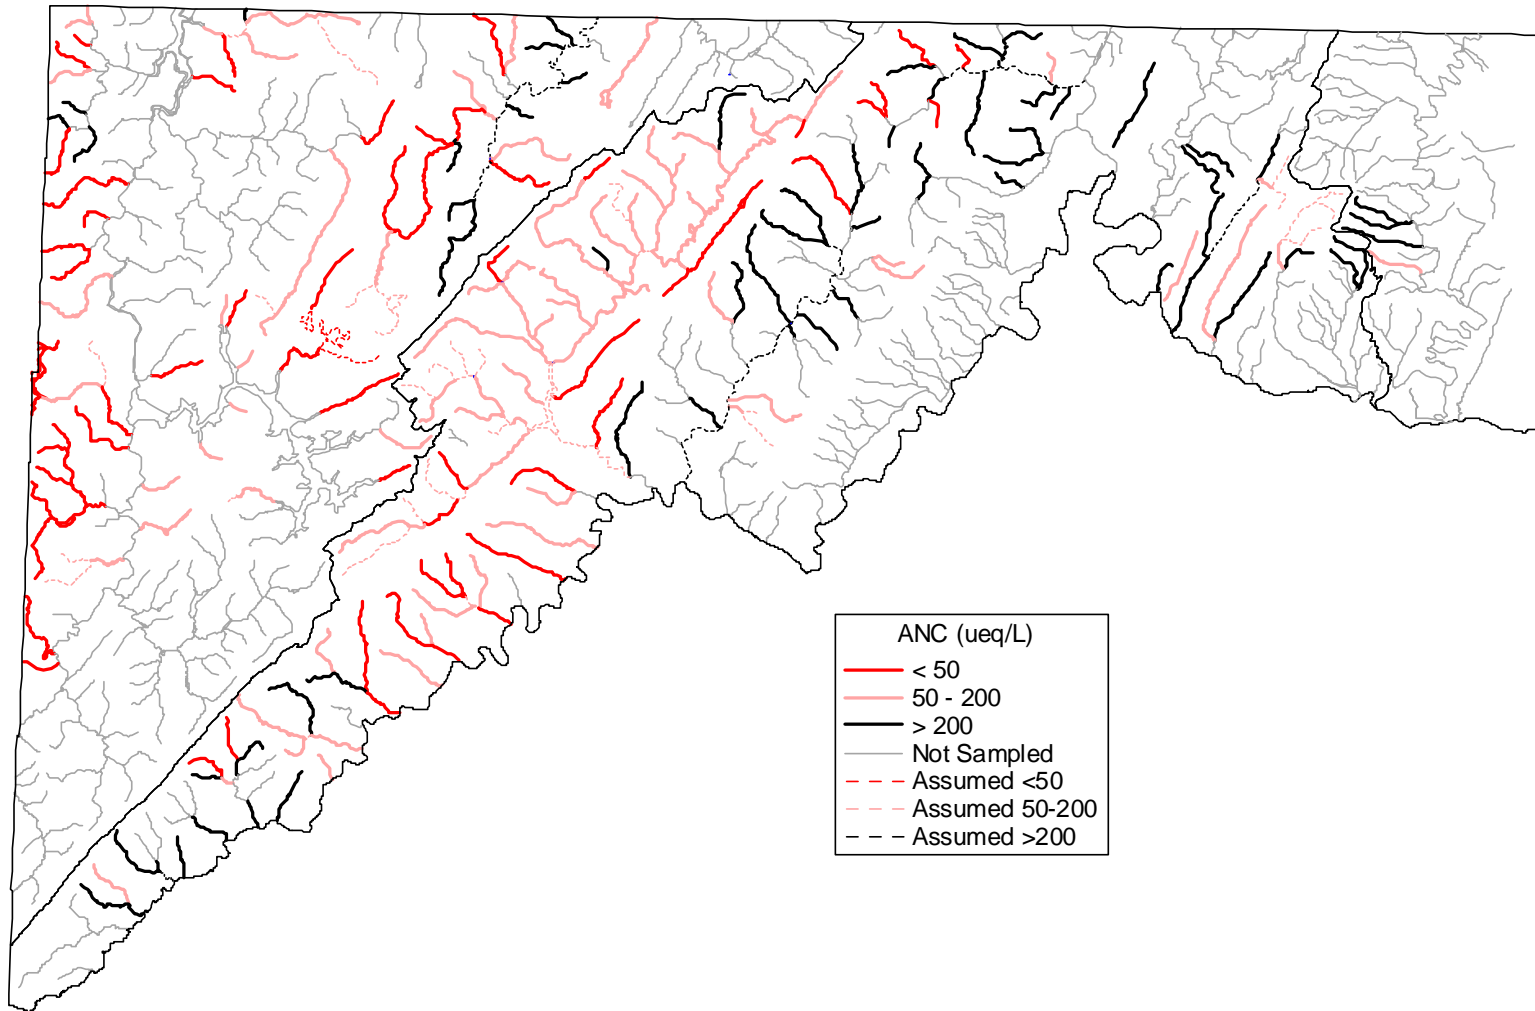 ANC (ueq/L)
< 50
50 - 200
> 200
Not Sampled
Assumed <50
Assumed 50-200
Assumed >200